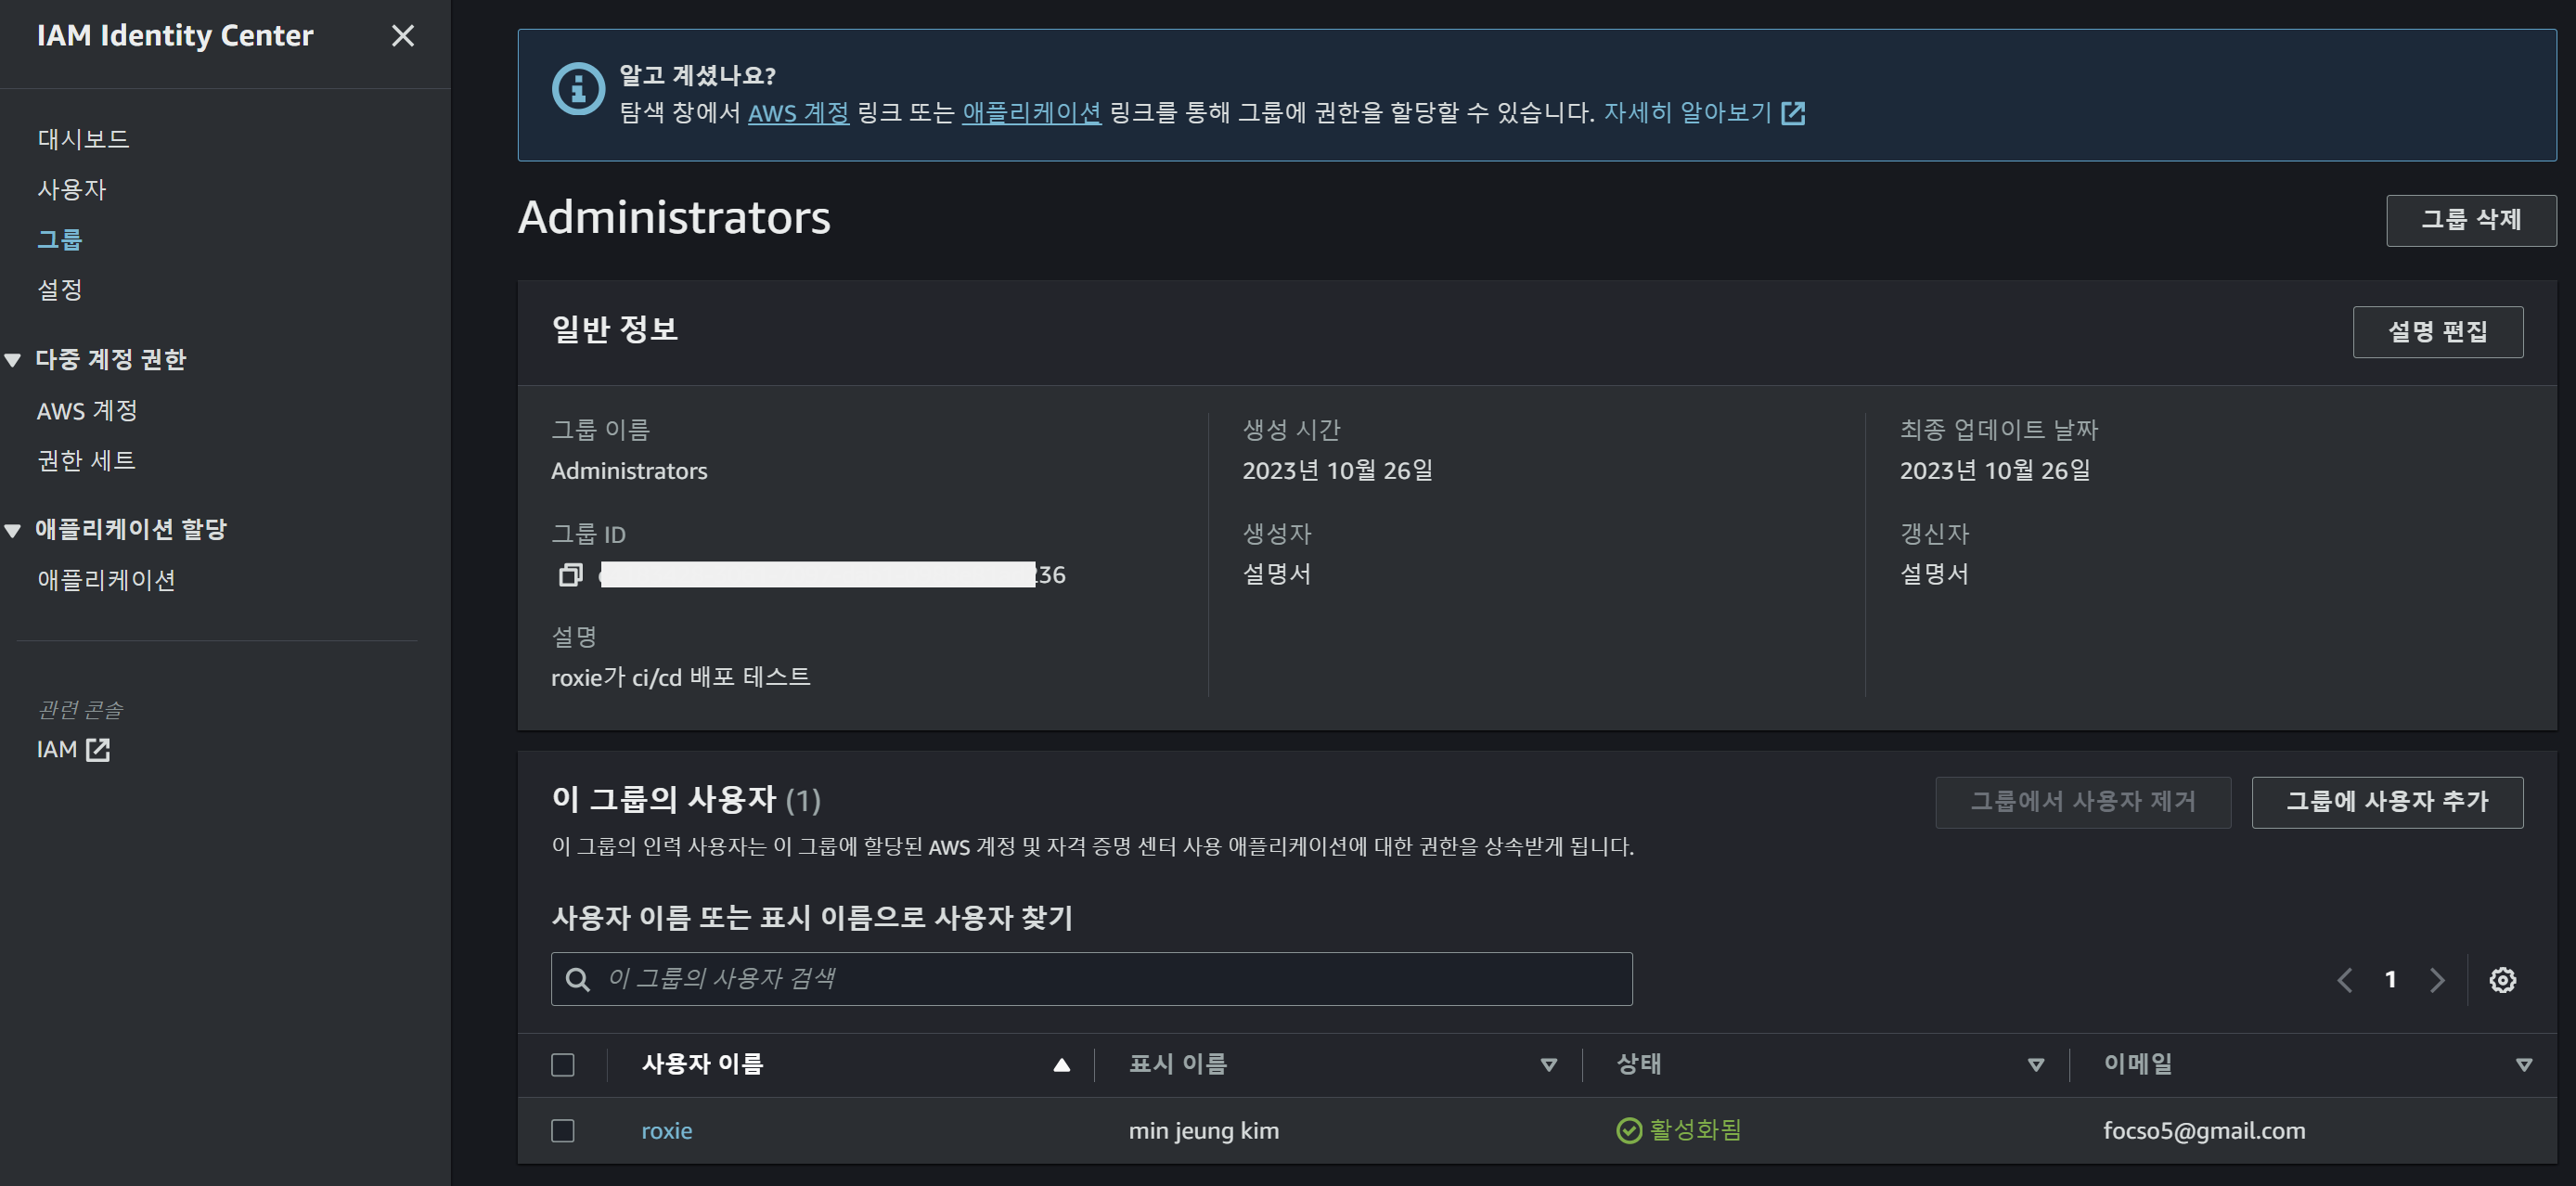 IAM Identity Center
대시보드
사용자
그룹
설정
다중 계정 권한
AWS 계정
권한 세트
애플리케이션 할당
애플리케이션
관련 콘솔
IAM
알고 계셨나요?
탐색 창에서 AWS 계정 링크 또는 애플리케이션 링크를 통해 그룹에 권한을 할당할 수 있습니다. 자세히 알아보기
Administrators
그룹 삭제
일반 정보
설명 편집
그룹 이름
Administrators
그룹 ID
236
설명
roxie가 ci/cd 배포 테스트
생성 시간
2023년 10월 26일
생성자
설명서
최종 업데이트 날짜
2023년 10월 26일
갱신자
설명서
이 그룹의 사용자 (1)
그룹에서 사용자 제거
그룹에 사용자 추가
이 그룹의 인력 사용자는 이 그룹에 할당된 AWS 계정 및 자격 증명 센터 사용 애플리케이션에 대한 권한을 상속받게 됩니다.
사용자 이름 또는 표시 이름으로 사용자 찾기
이 그룹의 사용자 검색
1
사용자 이름 표시 이름 상태 이메일
roxie min jeung kim 활성화됨 focso5@gmail.com